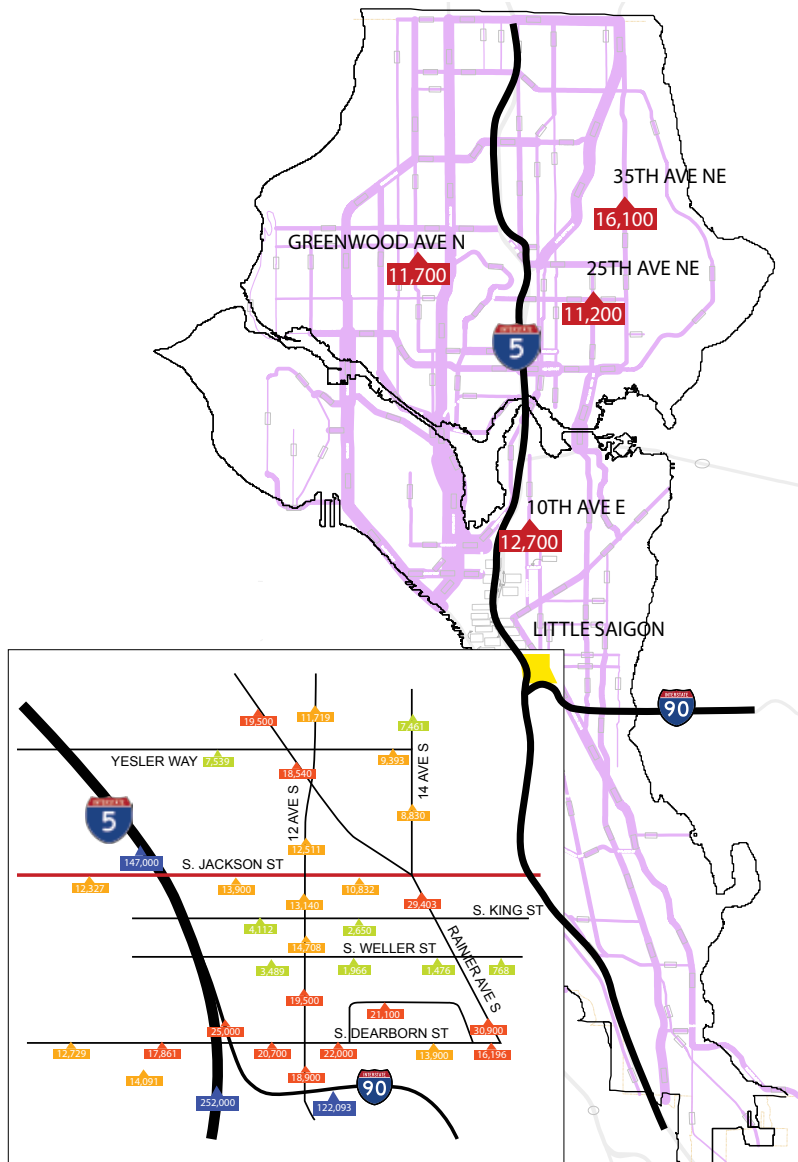 35TH AVE NE
16,100
GREENWOOD AVE N
11,700
25TH AVE NE
11,200
INTERSTATE
5
10TH AVE E
12,700
LITTLE SAIGON
INTERSTATE
90
19,500
11,719
7,461
YESLER WAY
7,539
9,393
18,540
14 AVE S
12 AVE S
INTERSTATE
5
8,830
12,511
147,000
S. JACKSON ST
12,327
13,900
10,832
13,140
29,403
S. KING ST
4,112
2,650
14,708
S. WELLER ST
RAINIER AVE S
3,489
1,966
1,476
768
19,500
21,100
25,000
S. DEARBORN ST
30,900
12,729
17,861
20,700
22,000
13,900
16,196
14,091
18,900
INTERSTATE
90
252,000
122,093